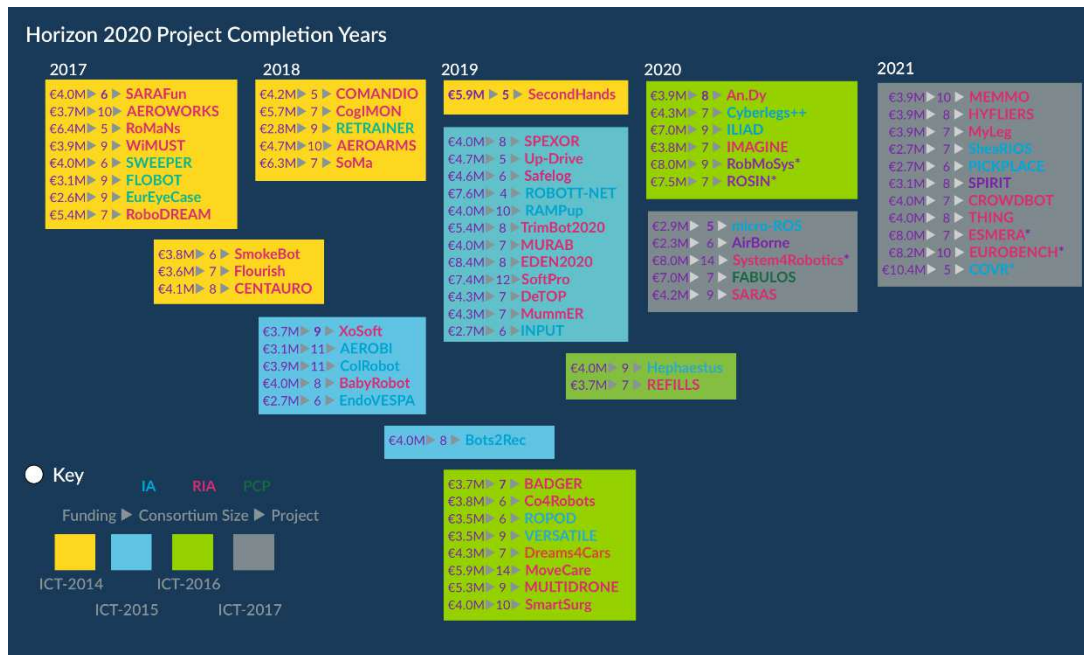 Horizon 2020 Project Completion Years
2017
€4.0M▶ 6 ▶ SARAFun
€3.7M▶10▶ AEROWORKS
€6.4M▶ 5 ▶ RoMaNs
€3.9M▶ 9 ▶ WiMUST
€4.0M▶ 6 ▶ SWEEPER
€3.1M▶ 9 ▶ FLOBOT
€2.6M▶ 9 ▶ EurEyeCase
€5.4M▶ 7 ▶ RoboDREAM
€3.8M▶ 6 ▶ SmokeBot
€3.6M▶ 7 ▶ Flourish
€4.1M▶ 8 ▶ CENTAURO
2018
€4.2M▶ 5 ▶ COMANDIO
€5.7M▶ 7 ▶ CogIMON
€2.8M▶ 9 ▶ RETRAINER
€4.7M▶ 10▶ AEROARMS
€6.3M▶ 7 ▶ SoMa
€3.7M▶ 9 ▶ XoSoft
€3.1M▶ 11▶ AEROBI
€3.9M▶ 11▶ ColRobot
€4.0M▶ 8 ▶ BabyRobot
€2.7M▶ 6 ▶ EndoVESPA
€4.0M▶ 8 ▶ Bots2Rec
2019
€5.9M ▶ 5 ▶ SecondHands
€4.0M▶ 8 ▶ SPEXOR
€4.7M▶ 5 ▶ Up-Drive
€4.6M▶ 6 ▶ Safelog
€7.6M▶ 4 ▶ ROBOTT-NET
€4.0M▶ 10▶ RAMPup
€5.4M▶ 8 ▶TrimBot2020
€4.0M▶ 7 ▶ MURAB
€8.4M▶ 8 ▶EDEN2020
€7.4M▶ 12▶SoftPro
€4.3M▶ 7 ▶ DeTOP
€4.3M▶ 7 ▶ MummER
€2.7M▶ 6 ▶INPUT
€3.7M▶ 7 ▶ BADGER
€3.8M▶ 6 ▶ Co4Robots
€3.5M▶ 6 ▶ ROPOD
€3.5M▶ 9 ▶ VERSATILE
€4.3M▶ 7 ▶ Dreams4Cars
€5.9M▶14▶ MoveCare
€5.3M▶ 9 ▶ MULTIDRONE
€4.0M▶10▶ SmartSurg
2020
€3.9M▶ 8 ▶ An.Dy
€4.3M▶ 7 ▶ Cyberlegs++
€7.0M▶ 9 ▶ ILIAD
€3.8M▶ 7 ▶ IMAGINE
€8.0M▶ 9 ▶ RobMoSys*
€7.5M▶ 7 ▶ ROSIN*
€2.9M▶ 5 ▶ micro-ROS
€2.3M▶ 6 ▶ AirBorne
€8.0M▶ 14 ▶ System4Robotics*
€7.0M▶ 7 ▶ FABULOS
€4.2M▶ 9 ▶ SARAS
€4.0M▶ 9 ▶ Hephaestus
€3.7M▶ 7 ▶ REFILLS
2021
€3.9M▶10 ▶ MEMMO
€3.9M▶ 8 ▶ HYFLIERS
€3.9M▶ 7 ▶ MyLeg
€2.7M▶ 7 ▶ SheaRIOS
€2.7M▶ 6 ▶ PICKPLACE
€3.1M▶ 8 ▶ SPIRIT
€4.0M▶ 7 ▶ CROWDBOT
€4.0M▶ 8 ▶ THING
€8.0M▶ 7 ▶ ESMERA*
€8.2M▶10 ▶ EUROBENCH*
€10.4M▶ 5 ▶ COVR*
Key
IA RIA PCP
Funding ▶ Consortium Size ▶ Project
ICT-2014
ICT-2015
ICT-2016
ICT-2017